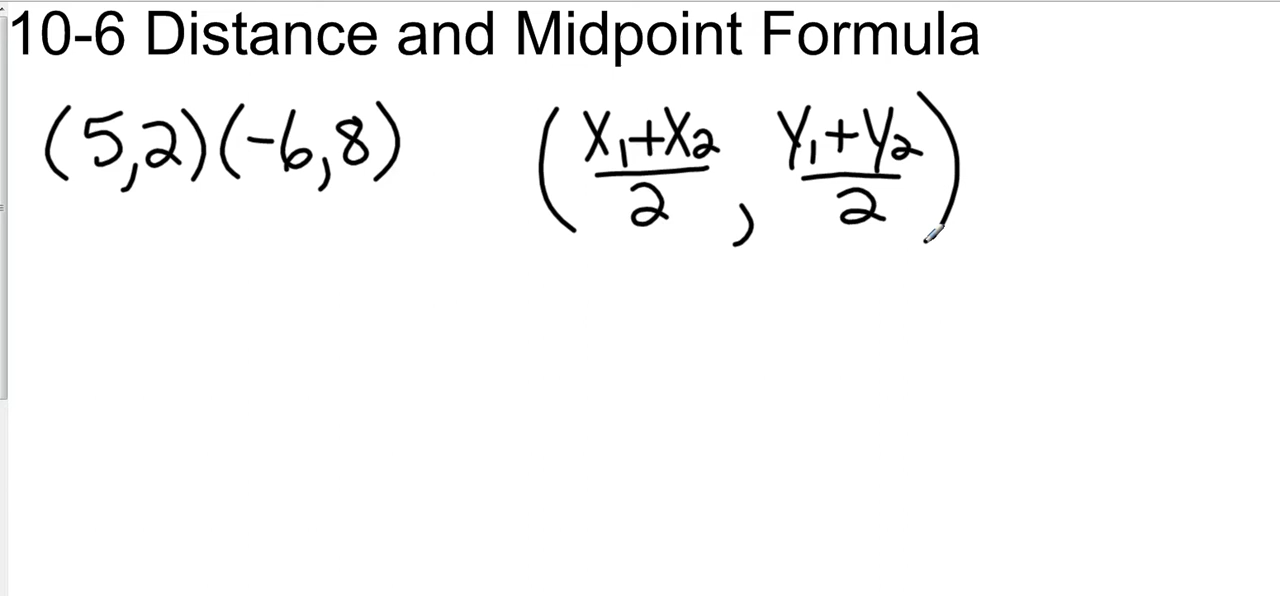 10-6 Distance and Midpoint Formula
(5,2)(-6,8) (X₁+X₂/2, Y₁+Y₂/2)